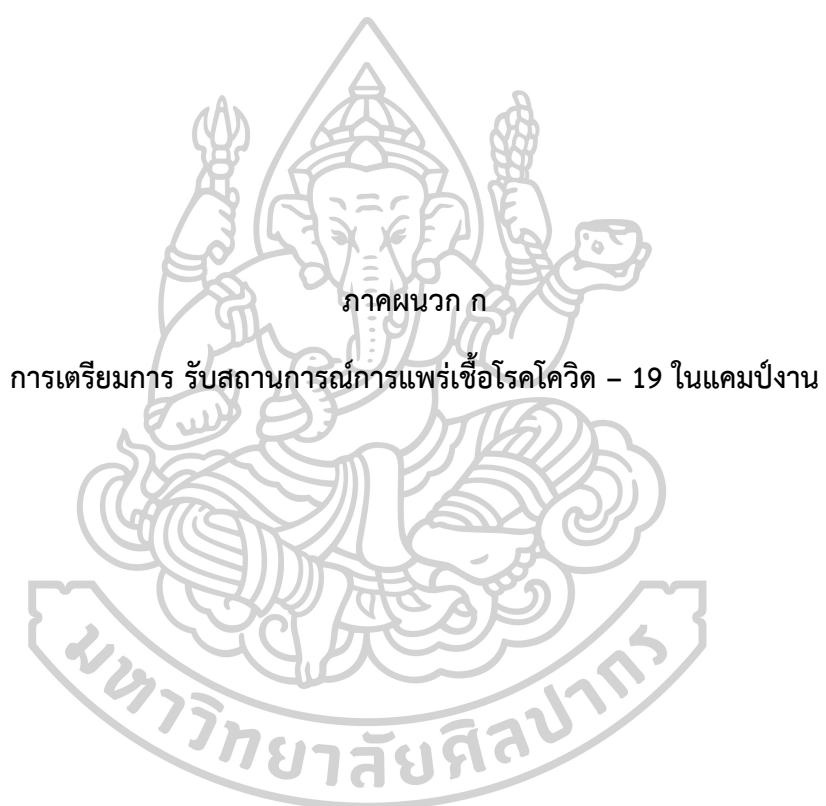 ภาคผนวก ก
การเตรียมการ รับสถานการณ์การแพร่เชื้อโรคโควิด – 19 ในแคมป์งาน
มหาวิทยาลัยศิลปากร